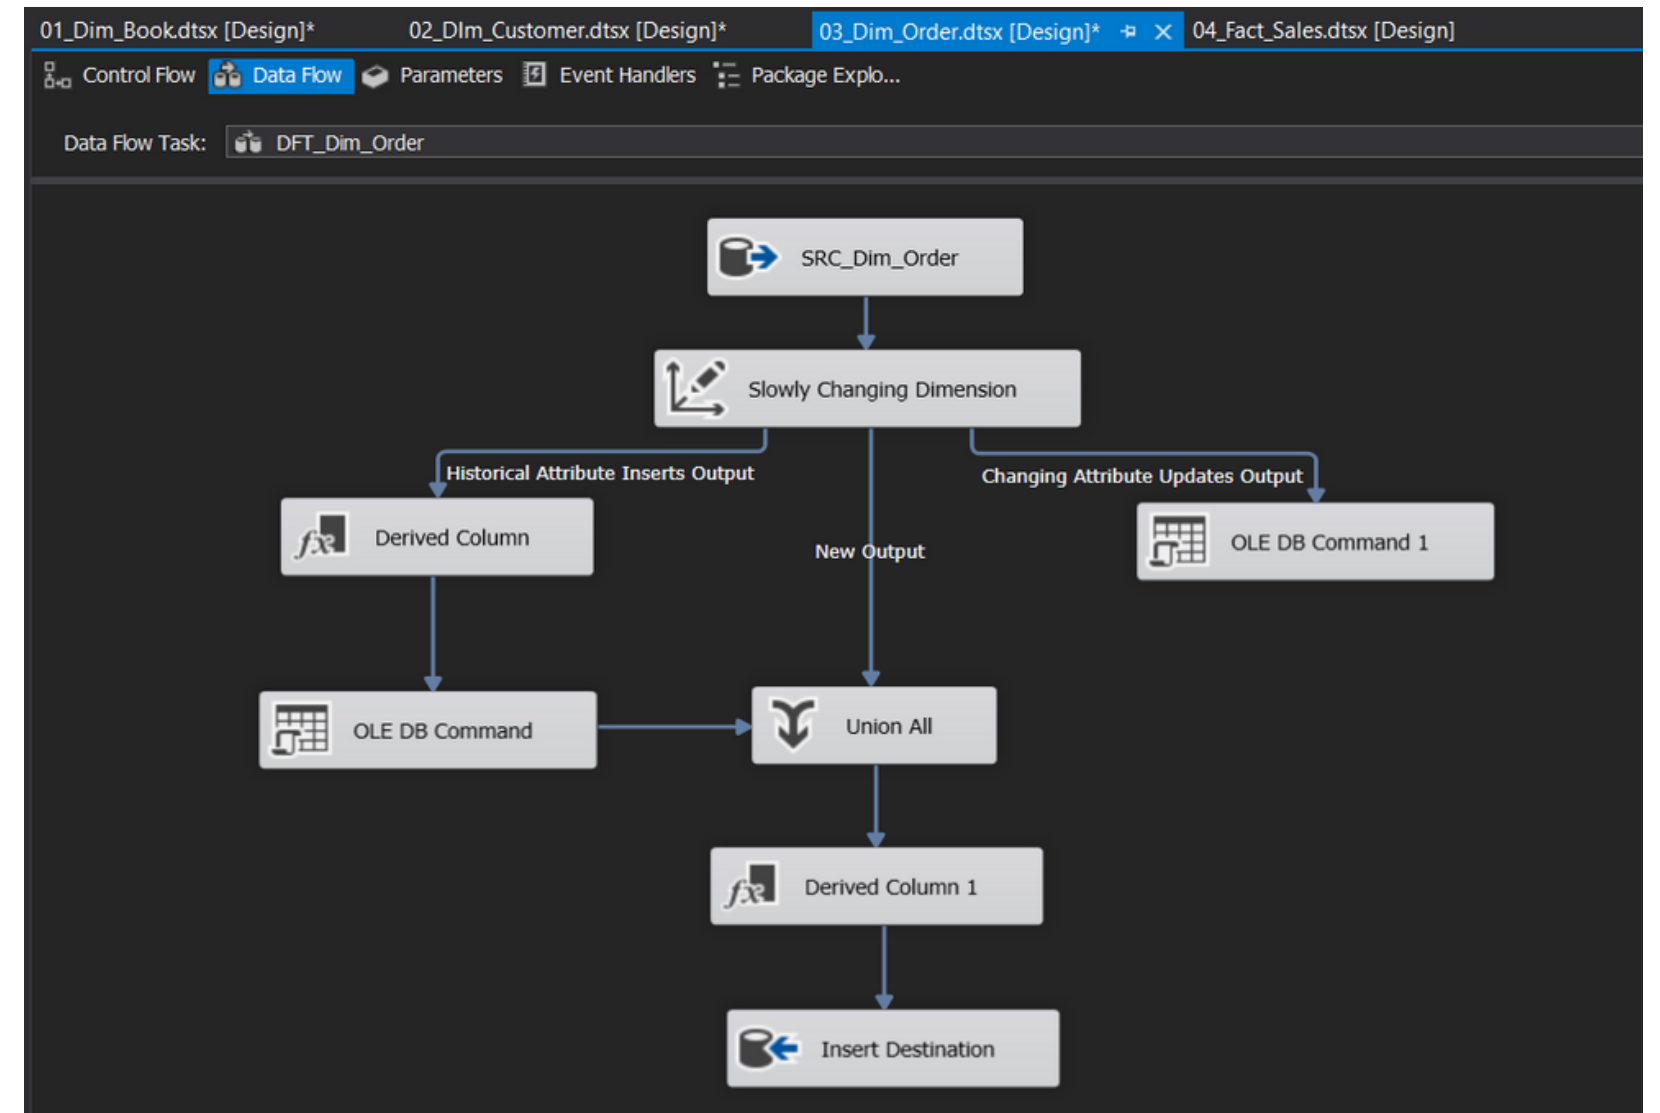 01_Dim_Book.dtsx [Design]* 02_DIm_Customer.dtsx [Design]* 03_Dim_Order.dtsx [Design]* 04_Fact_Sales.dtsx [Design]
Control Flow Data Flow Parameters Event Handlers Package Explo...
Data Flow Task: DFT_Dim_Order
SRC_Dim_Order
Slowly Changing Dimension
Historical Attribute Inserts Output
Changing Attribute Updates Output
Derived Column
New Output
OLE DB Command 1
OLE DB Command
Union All
Derived Column 1
Insert Destination